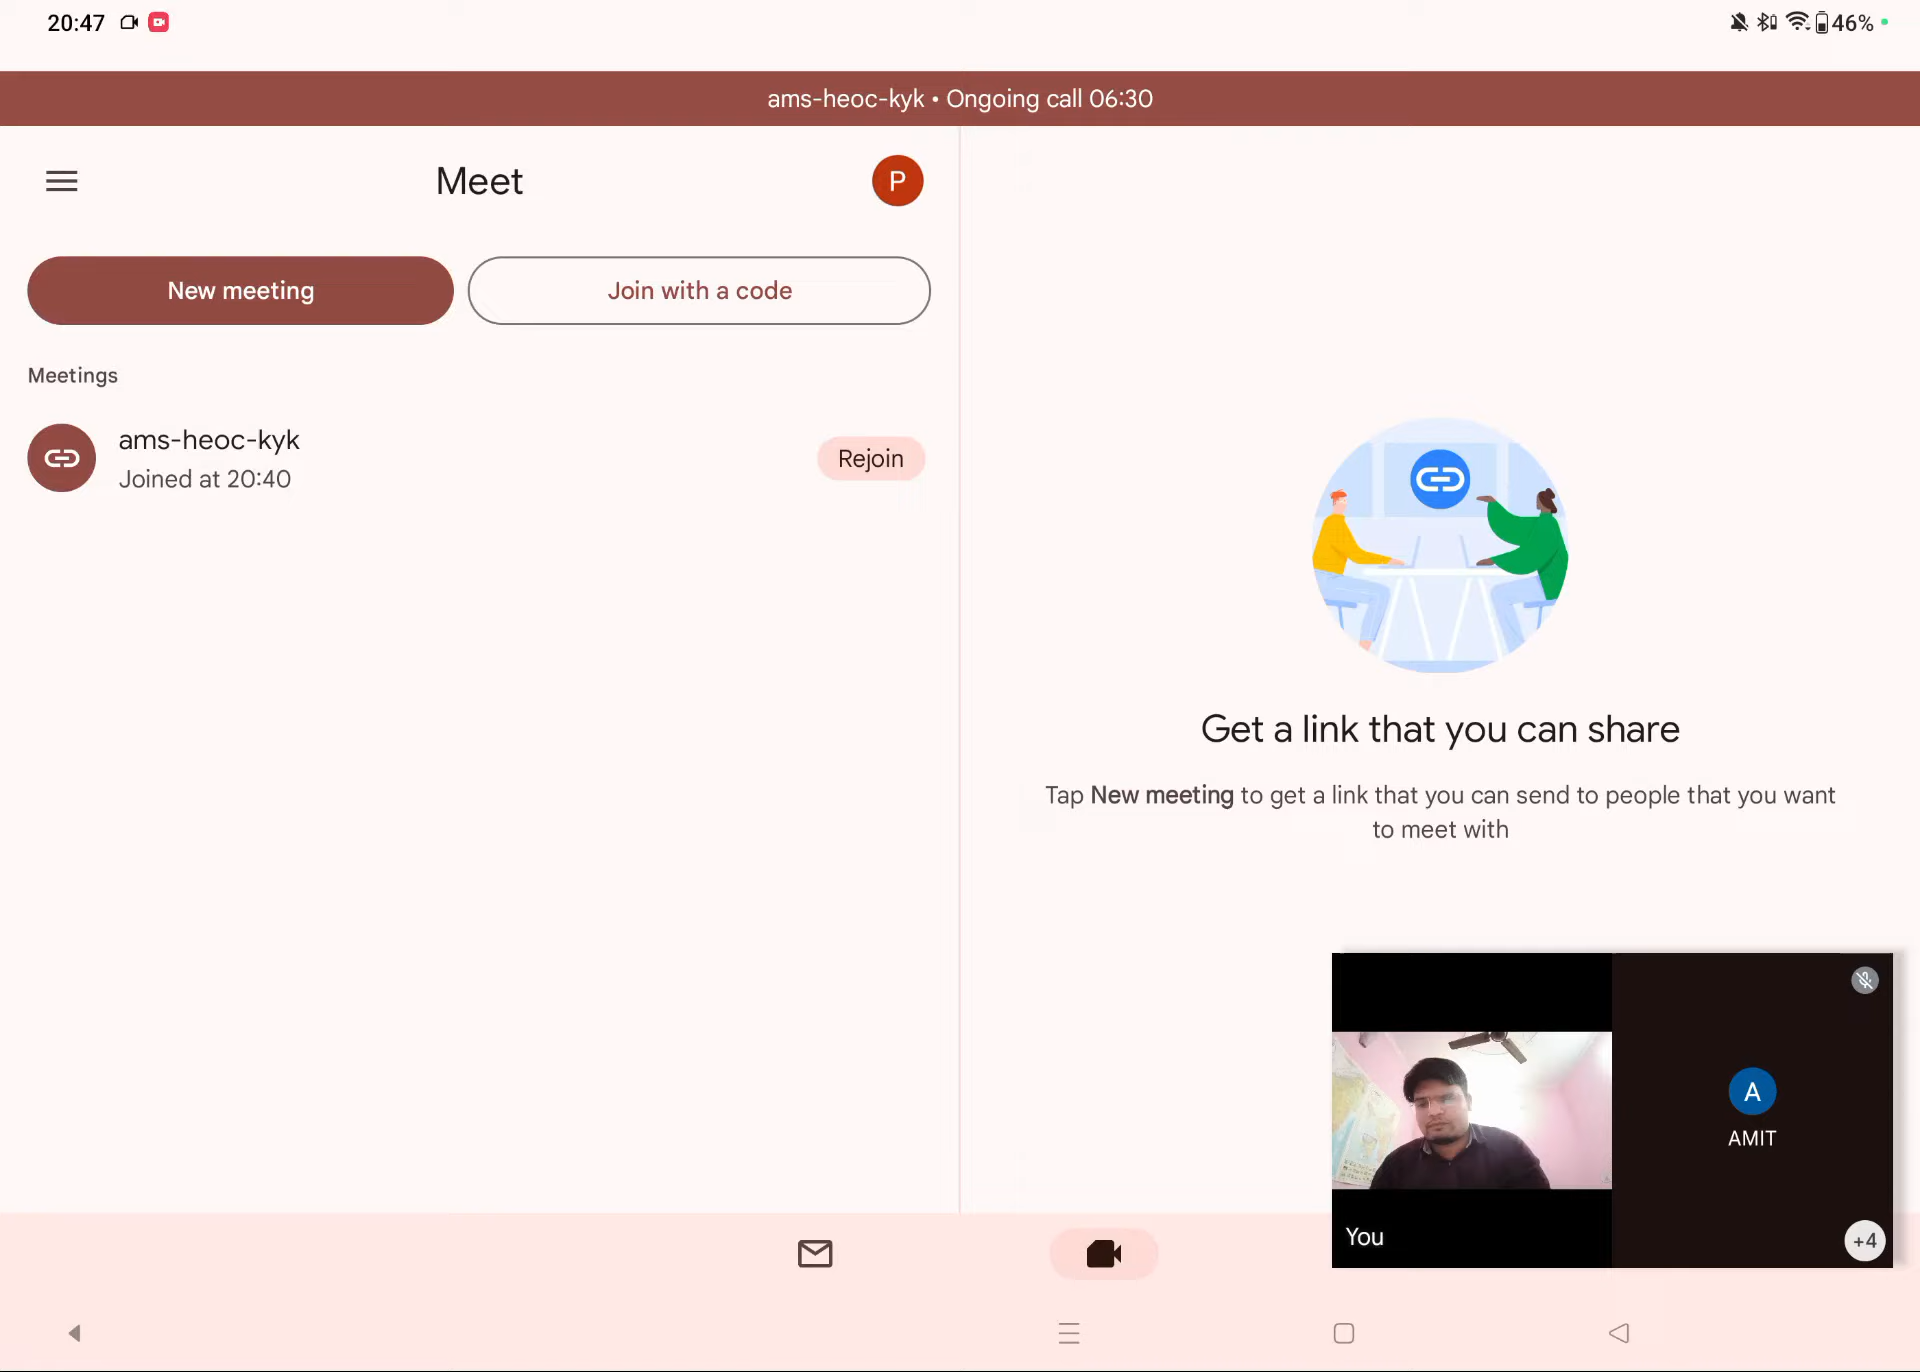 20:47
46%
ams-heoc-kyk • Ongoing call 06:30
Meet
P
New meeting
Join with a code
Meetings
ams-heoc-kyk
Joined at 20:40
Rejoin
Get a link that you can share
Tap New meeting to get a link that you can send to people that you want
to meet with
A
AMIT
You
+4